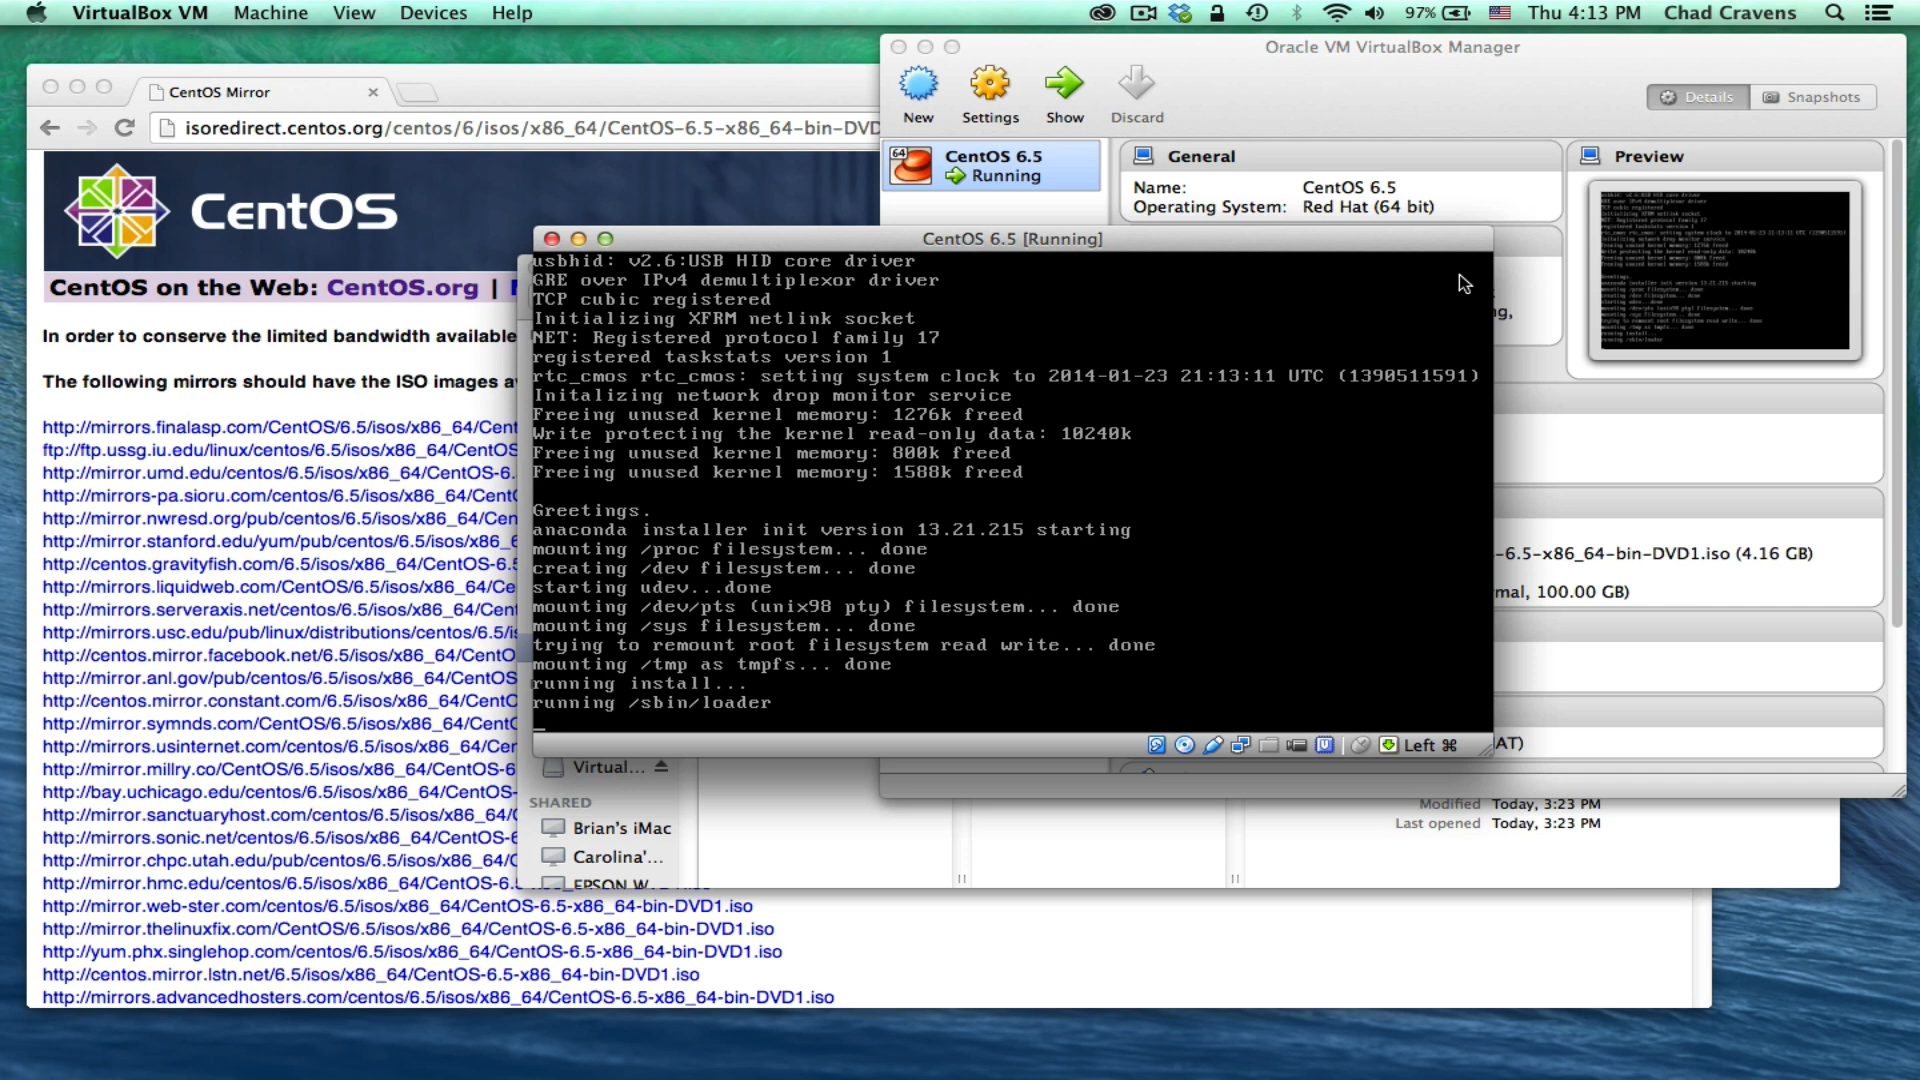 VirtualBox VM Machine View Devices Help 97% Thu 4:13 PM Chad Cravens
CentOS Mirror
isoredirect.centos.org/centos/6/isos/x86_64/CentOS-6.5-x86_64-bin-DVD
CentOS
CentOS on the Web: CentOS.org |
In order to conserve the limited bandwidth available
The following mirrors should have the ISO images
http://mirrors.finalasp.com/CentOS/6.5/isos/x86_64/Cent
ftp://ftp.ussg.iu.edu/linux/centos/6.5/isos/x86_64/CentOS
http://mirror.umd.edu/centos/6.5/isos/x86_64/CentOS-6.
http://mirrors-pa.sioru.com/centos/6.5/isos/x86_64/Cent
http://mirror.nwresd.org/pub/centos/6.5/isos/x86_64/Cen
http://mirror.stanford.edu/yum/pub/centos/6.5/isos/x86_6
http://centos.gravityfish.com/centos/6.5/isos/x86_64/CentOS-6.5
http://mirrors.liquidweb.com/CentOS/6.5/isos/x86_64/Cen
http://mirrors.serveraxis.net/centos/6.5/isos/x86_64/Cen
http://mirrors.usc.edu/pub/linux/distributions/centos/6.5/i
http://centos.mirror.facebook.net/6.5/isos/x86_64/CentO
http://mirror.anl.gov/pub/centos/6.5/isos/x86_64/CentOS
http://centos.mirror.constant.com/6.5/isos/x86_64/Cent
http://mirror.symnds.com/CentOS/6.5/isos/x86_64/Cent
http://mirrors.usinternet.com/centos/6.5/isos/x86_64/Cen
http://mirror.millry.co/CentOS/6.5/isos/x86_64/CentOS-6
http://bay.uchicago.edu/centos/6.5/isos/x86_64/CentOS-
http://mirror.sanctuaryhost.com/centos/6.5/isos/x86_64/
http://mirrors.sonic.net/centos/6.5/isos/x86_64/CentOS-6
http://mirror.chpc.utah.edu/pub/centos/6.5/isos/x86_64/C
http://mirror.hmc.edu/centos/6.5/isos/x86_64/CentOS-6.
http://mirror.web-ster.com/centos/6.5/isos/x86_64/CentOS-6.5-x86_64-bin-DVD1.iso
http://mirror.thelinuxfix.com/CentOS/6.5/isos/x86_64/CentOS-6.5-x86_64-bin-DVD1.iso
http://yum.phx.singlehop.com/centos/6.5/isos/x86_64/CentOS-6.5-x86_64-bin-DVD1.iso
http://centos.mirror.lstn.net/6.5/isos/x86_64/CentOS-6.5-x86_64-bin-DVD1.iso
http://mirrors.advancedhosters.com/centos/6.5/isos/x86_64/CentOS-6.5-x86_64-bin-DVD1.iso
Oracle VM VirtualBox Manager
New Settings Show Discard
Details Snapshots
64 CentOS 6.5
Running
General
Name: CentOS 6.5
Operating System: Red Hat (64 bit)
Preview
ng,
-6.5-x86_64-bin-DVD1.iso (4.16 GB)
mal, 100.00 GB)
AT)
CentOS 6.5 [Running]
usbhid: v2.6:USB HID core driver
GRE over IPv4 demultiplexor driver
TCP cubic registered
Initializing XFRM netlink socket
NET: Registered protocol family 17
registered taskstats version 1
rtc_cmos rtc_cmos: setting system clock to 2014-01-23 21:13:11 UTC (1390511591)
Initalizing network drop monitor service
Freeing unused kernel memory: 1276k freed
Write protecting the kernel read-only data: 10240k
Freeing unused kernel memory: 800k freed
Freeing unused kernel memory: 1588k freed
Greetings.
anaconda installer init version 13.21.215 starting
mounting /proc filesystem... done
creating /dev filesystem... done
starting udev...done
mounting /dev/pts (unix98 pty) filesystem... done
mounting /sys filesystem... done
trying to remount root filesystem read write... done
mounting /tmp as tmpfs... done
running install...
running /sbin/loader
Left ⌘
Virtual...
SHARED
Brian's iMac
Carolina'...
EPSON W
Modified Today, 3:23 PM
Last opened Today, 3:23 PM